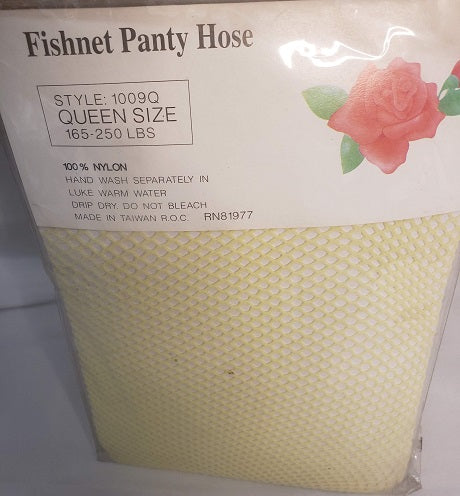 Fishnet Panty Hose
STYLE: 1009Q
QUEEN SIZE
165-250 LBS
100% NYLON
HAND WASH SEPARATELY IN
LUKE WARM WATER
DRIP DRY. DO NOT BLEACH
MADE IN TAIWAN R.O.C. RN81977